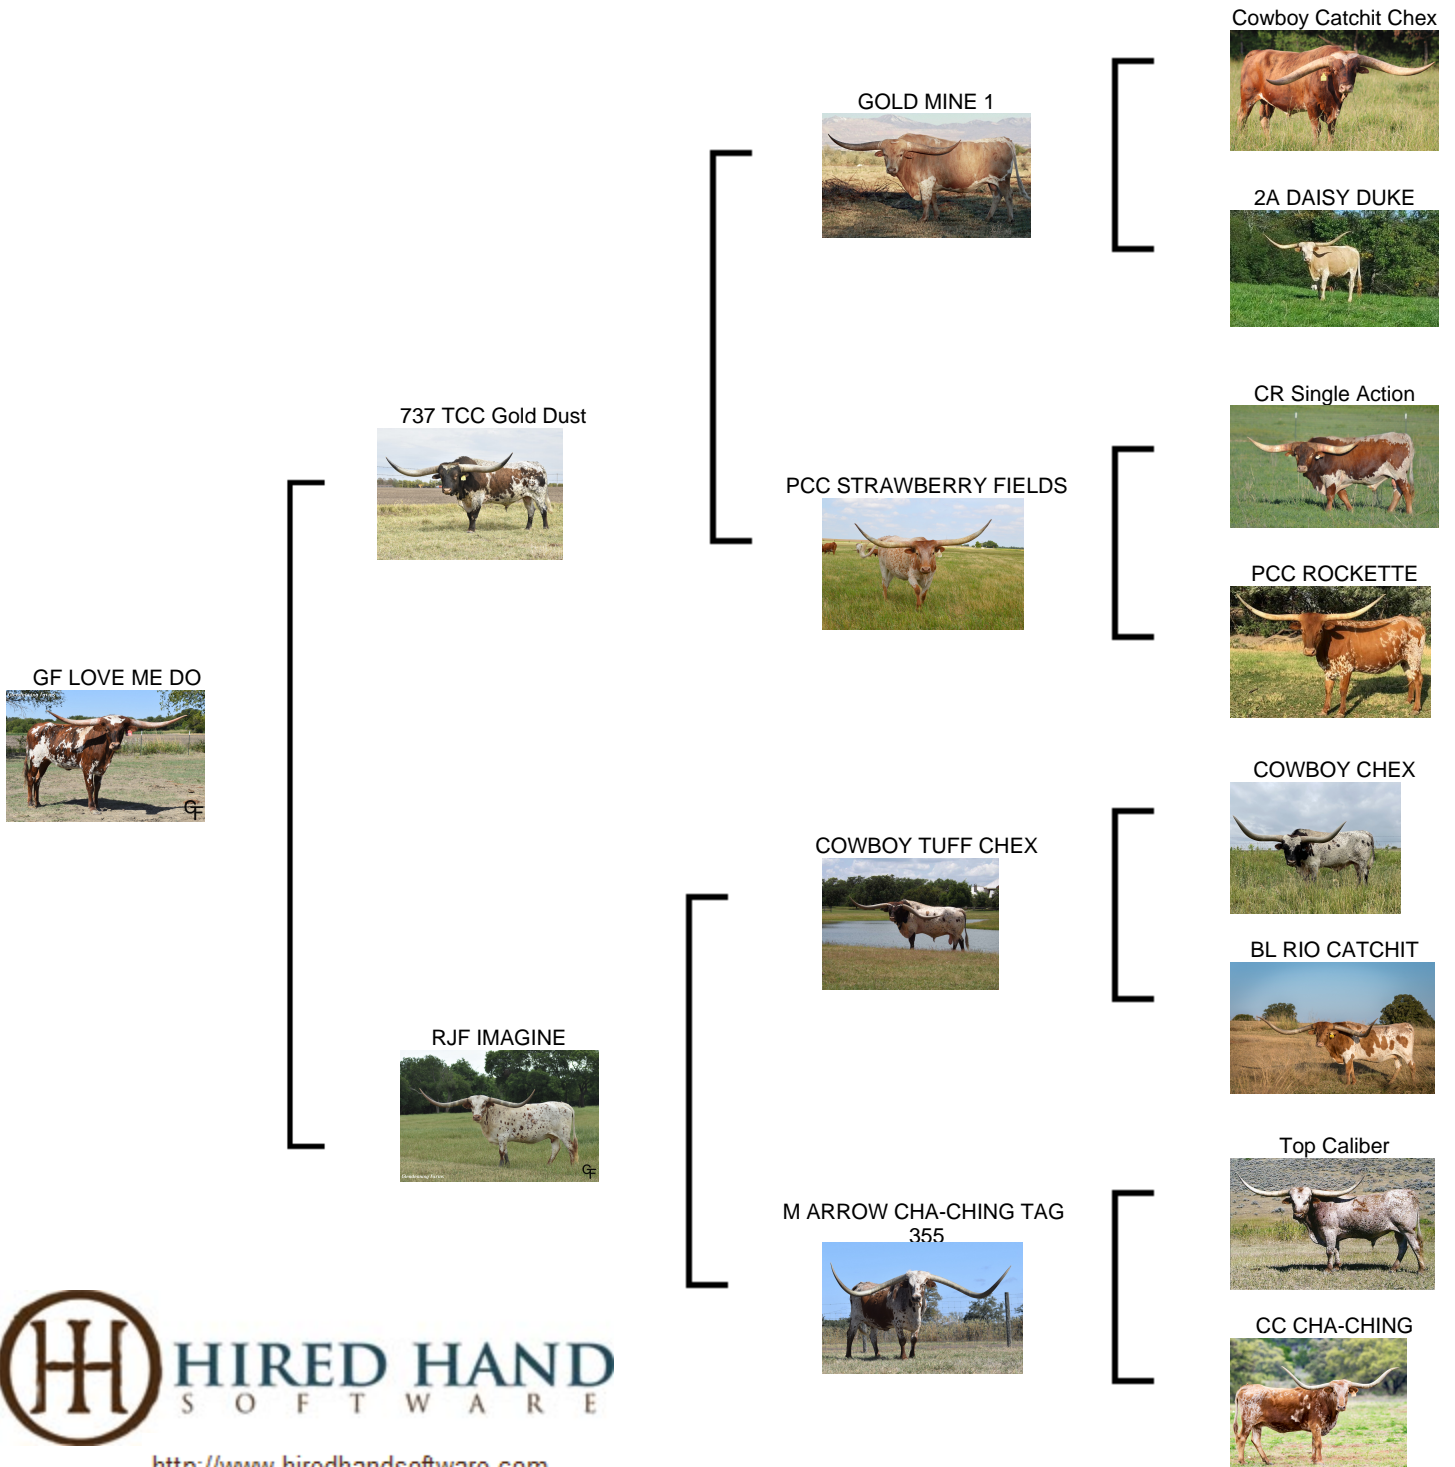 Cowboy Catchit Chex
GOLD MINE 1
2A DAISY DUKE
CR Single Action
737 TCC Gold Dust
PCC STRAWBERRY FIELDS
PCC ROCKETTE
GF LOVE ME DO
GF
COWBOY CHEX
COWBOY TUFF CHEX
BL RIO CATCHIT
RJF IMAGINE
GF
Top Caliber
M ARROW CHA-CHING TAG
355
CC CHA-CHING
HIRED HAND
SOFTWARE
http://www.hiredhandsoftware.com